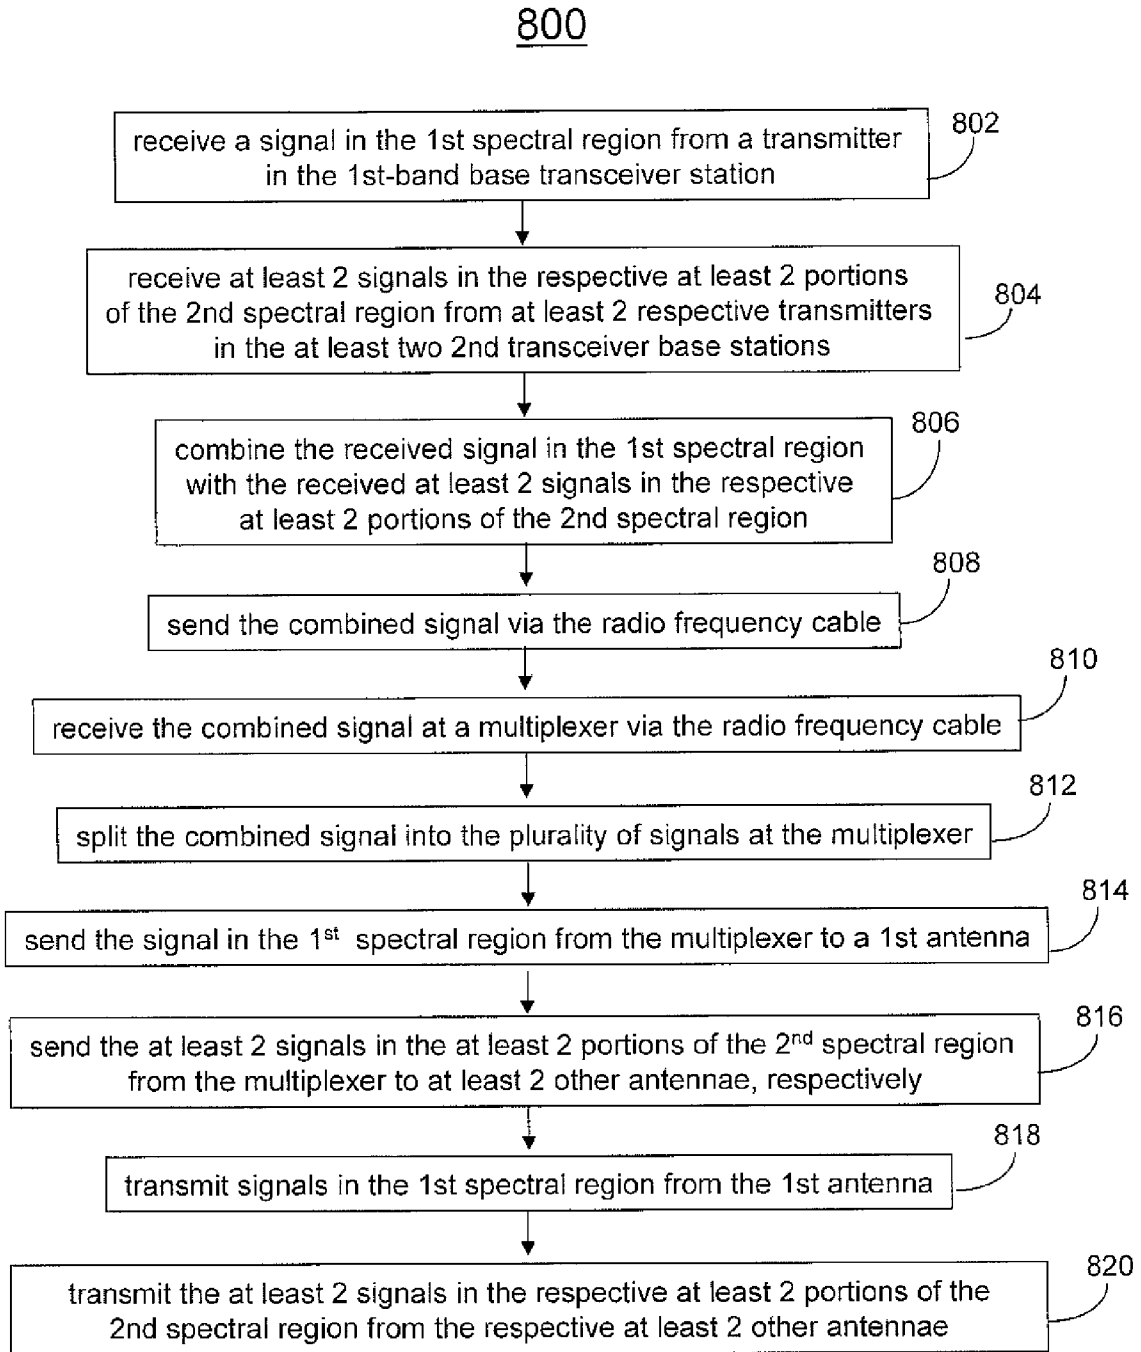 800
receive a signal in the 1st spectral region from a transmitter
in the 1st-band base transceiver station
802
receive at least 2 signals in the respective at least 2 portions
of the 2nd spectral region from at least 2 respective transmitters
in the at least two 2nd transceiver base stations
804
combine the received signal in the 1st spectral region
with the received at least 2 signals in the respective
at least 2 portions of the 2nd spectral region
806
send the combined signal via the radio frequency cable
808
receive the combined signal at a multiplexer via the radio frequency cable
810
split the combined signal into the plurality of signals at the multiplexer
812
send the signal in the 1st spectral region from the multiplexer to a 1st antenna
814
send the at least 2 signals in the at least 2 portions of the 2nd spectral region
from the multiplexer to at least 2 other antennae, respectively
816
transmit signals in the 1st spectral region from the 1st antenna
818
transmit the at least 2 signals in the respective at least 2 portions of the
2nd spectral region from the respective at least 2 other antennae
820